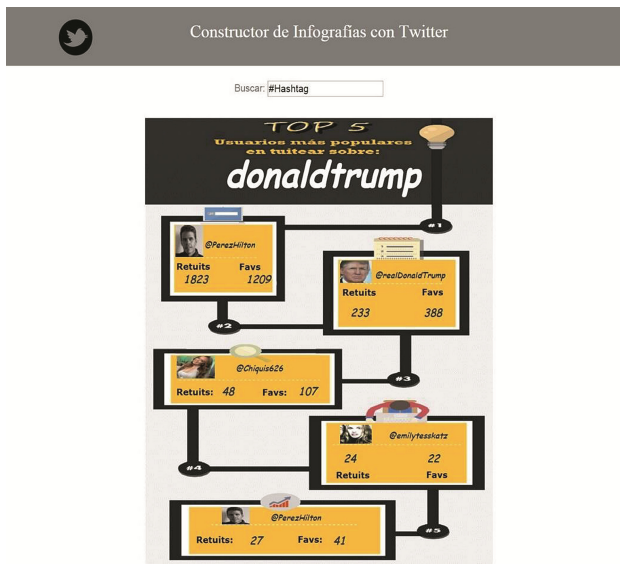 Constructor de Infografías con Twitter
Buscar: #Hashtag
TOP 5
Usuarios más populares
en tuitear sobre:
donaldtrump
#1
@PerezHilton
Retuits Favs
1823 1209
@realDonaldTrump
Retuits Favs
233 388
#2
@Chiquis626
Retuits: 48 Favs: 107
#3
@emilytesskatz
24 22
Retuits Favs
#4
@PerezHilton
Retuits: 27 Favs: 41
#5